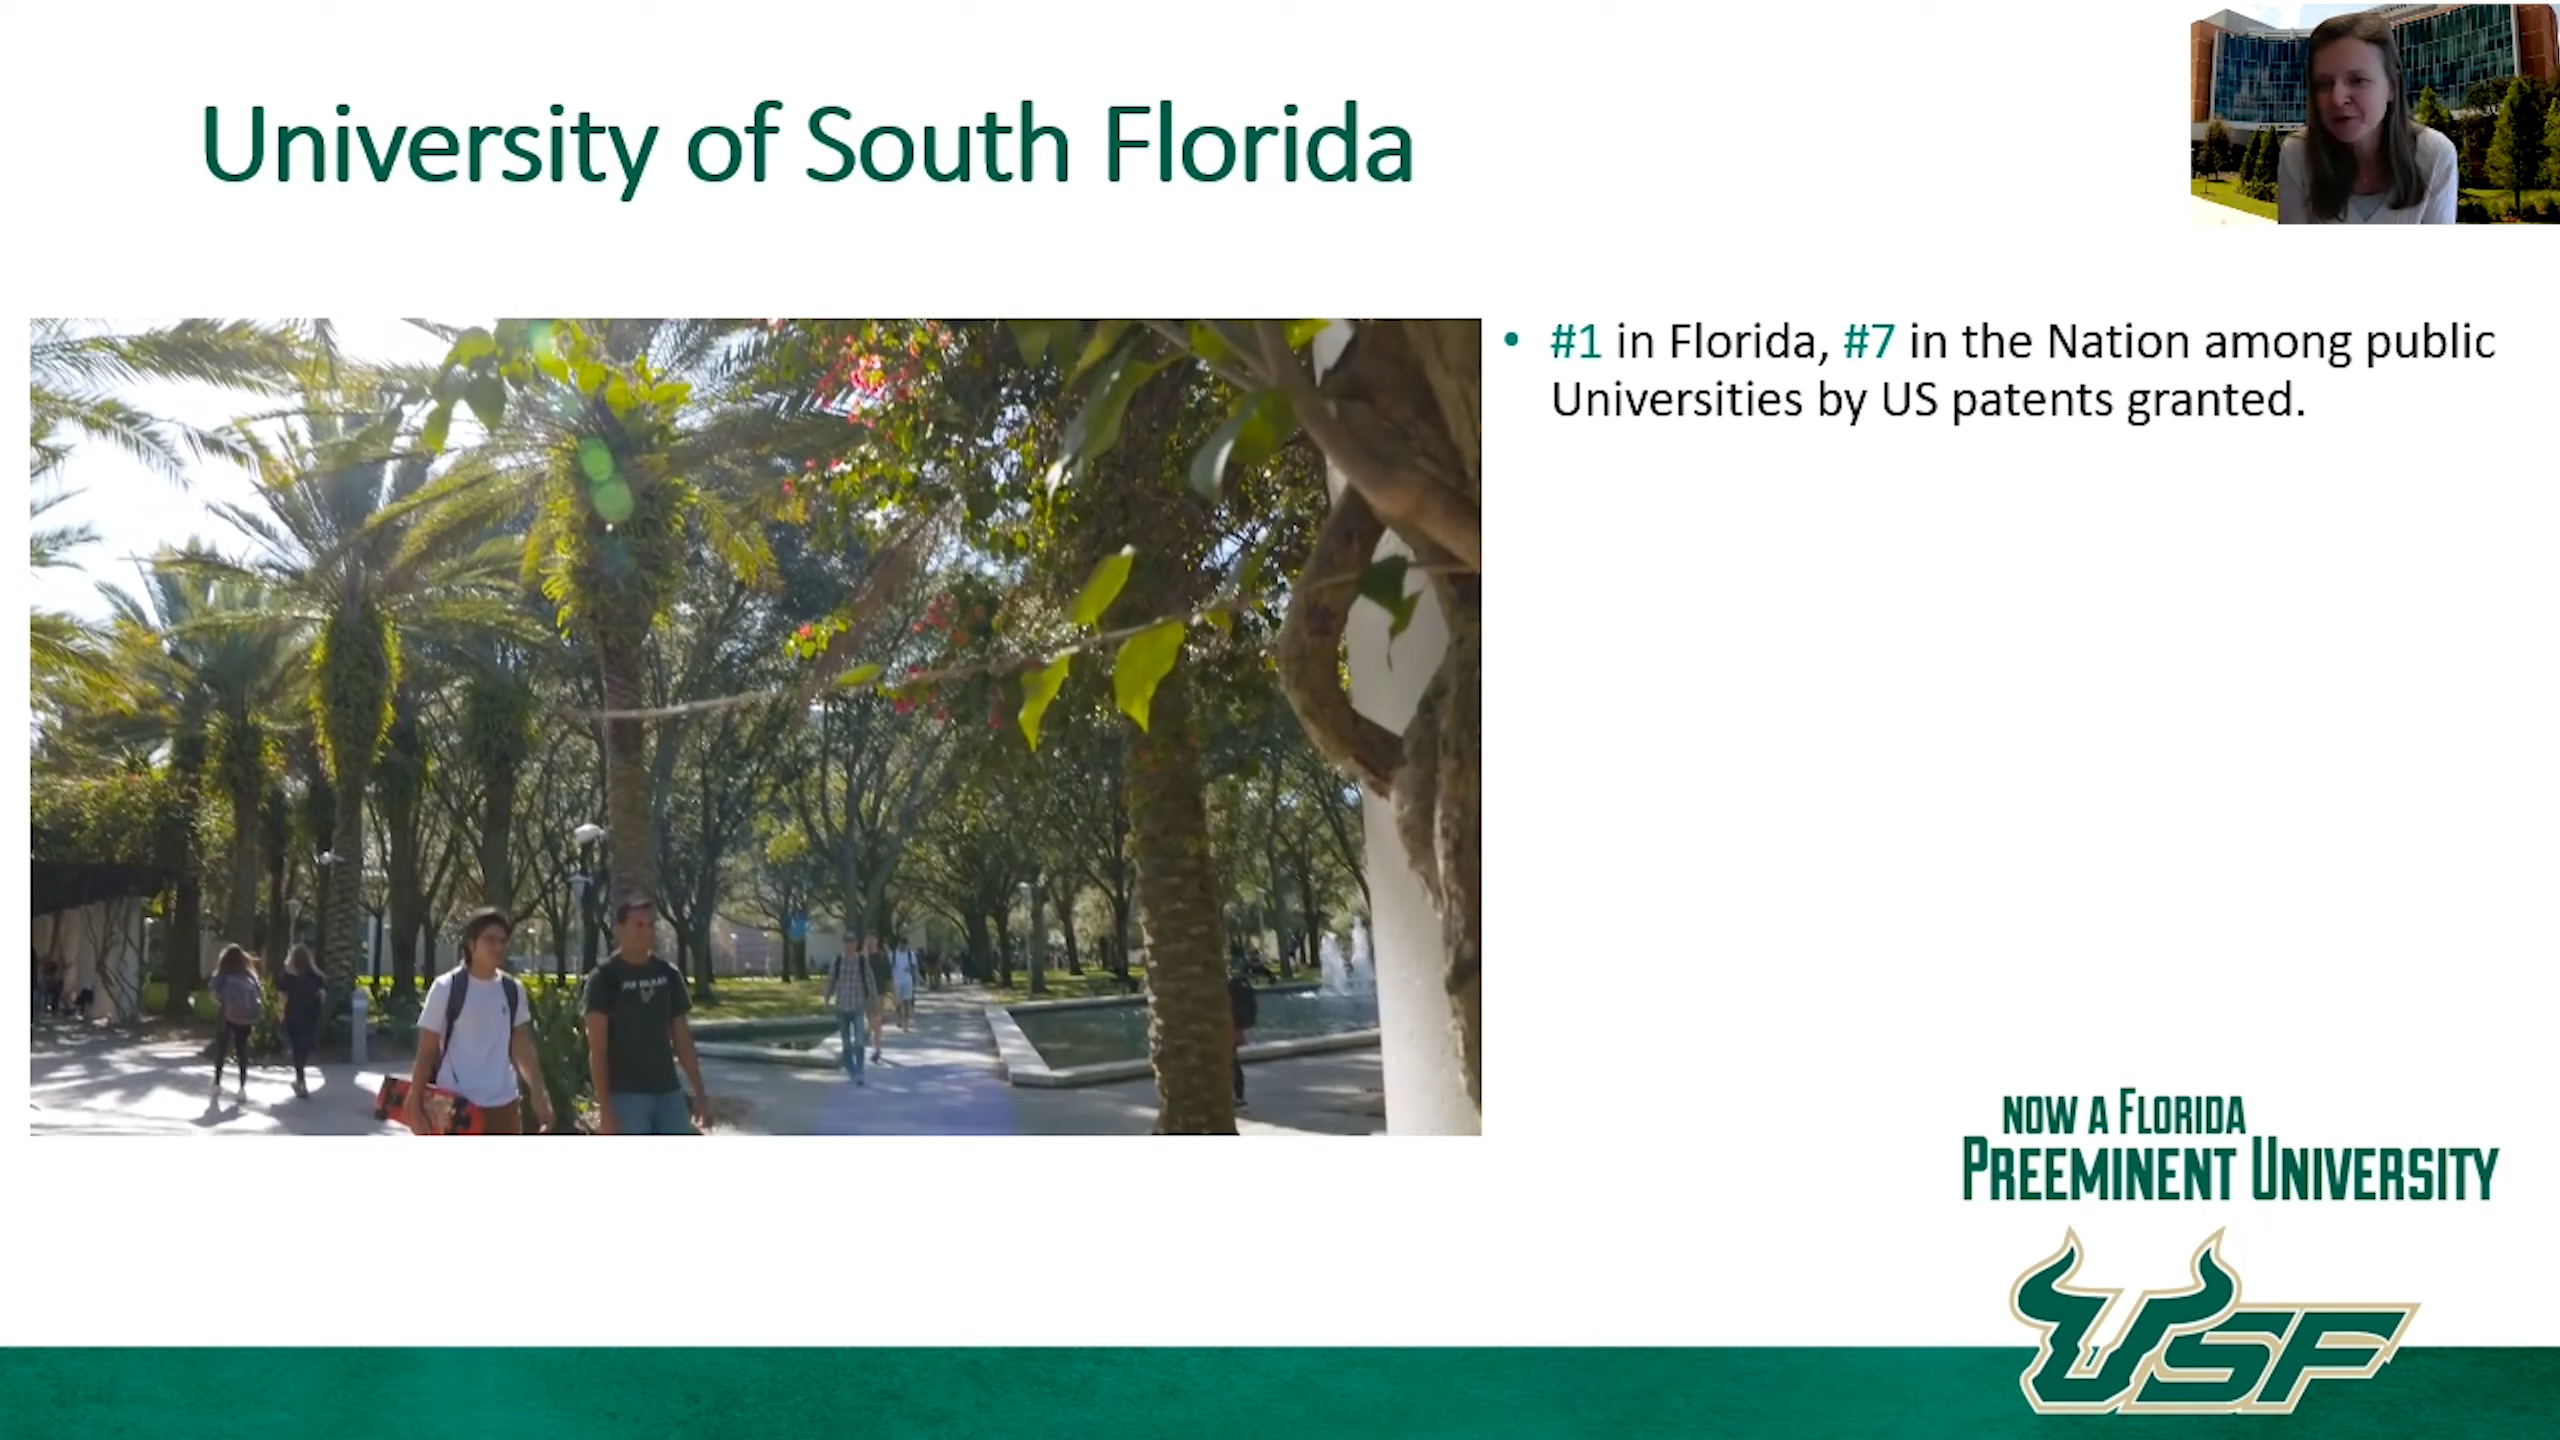 University of South Florida
• #1 in Florida, #7 in the Nation among public
Universities by US patents granted.
NOW A FLORIDA
PREEMINENT UNIVERSITY
USF